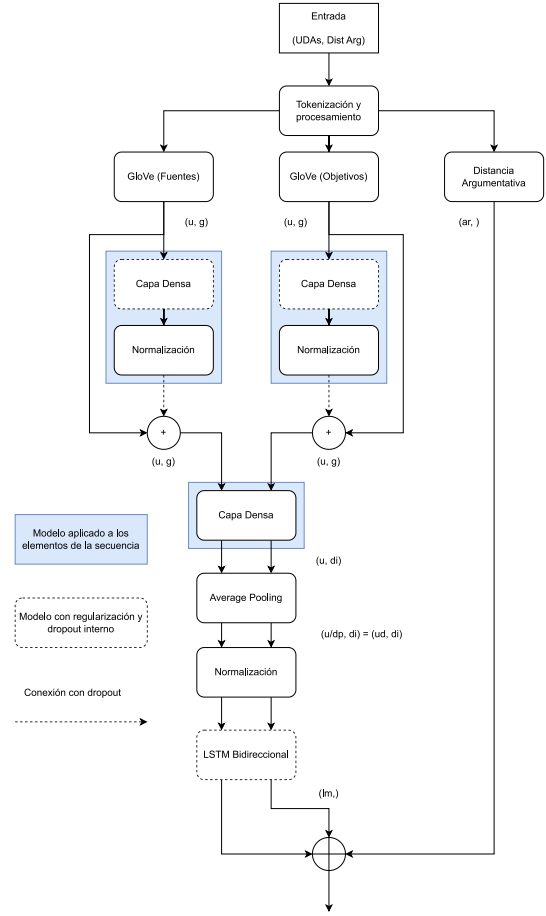 Entrada
(UDAs, Dist Arg)
Tokenización y
procesamiento
GloVe (Fuentes)
GloVe (Objetivos)
Distancia
Argumentativa
(u, g)
(u, g)
(ar, )
Capa Densa
Capa Densa
Normalización
Normalización
+
+
(u, g)
(u, g)
Capa Densa
Modelo aplicado a los
elementos de la secuencia
(u, di)
Average Pooling
Modelo con regularización y
dropout interno
(u/dp, di) = (ud, di)
Normalización
Conexión con dropout
LSTM Bidireccional
(lm,)